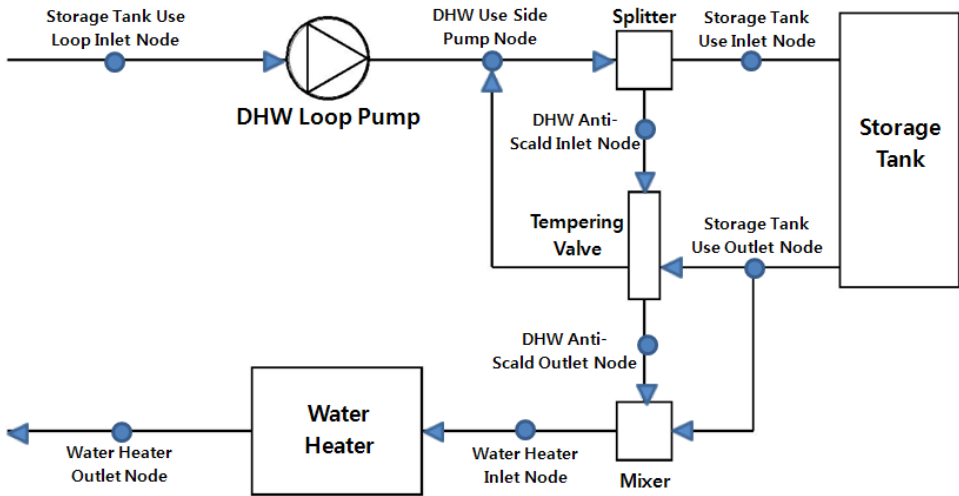 Storage Tank Use
Loop Inlet Node
DHW Loop Pump
DHW Use Side
Pump Node
Splitter
Storage Tank
Use Inlet Node
DHW Anti-
Scald Inlet Node
Storage
Tank
Tempering
Valve
Storage Tank
Use Outlet Node
DHW Anti-
Scald Outlet Node
Water
Heater
Water Heater
Outlet Node
Water Heater
Inlet Node
Mixer